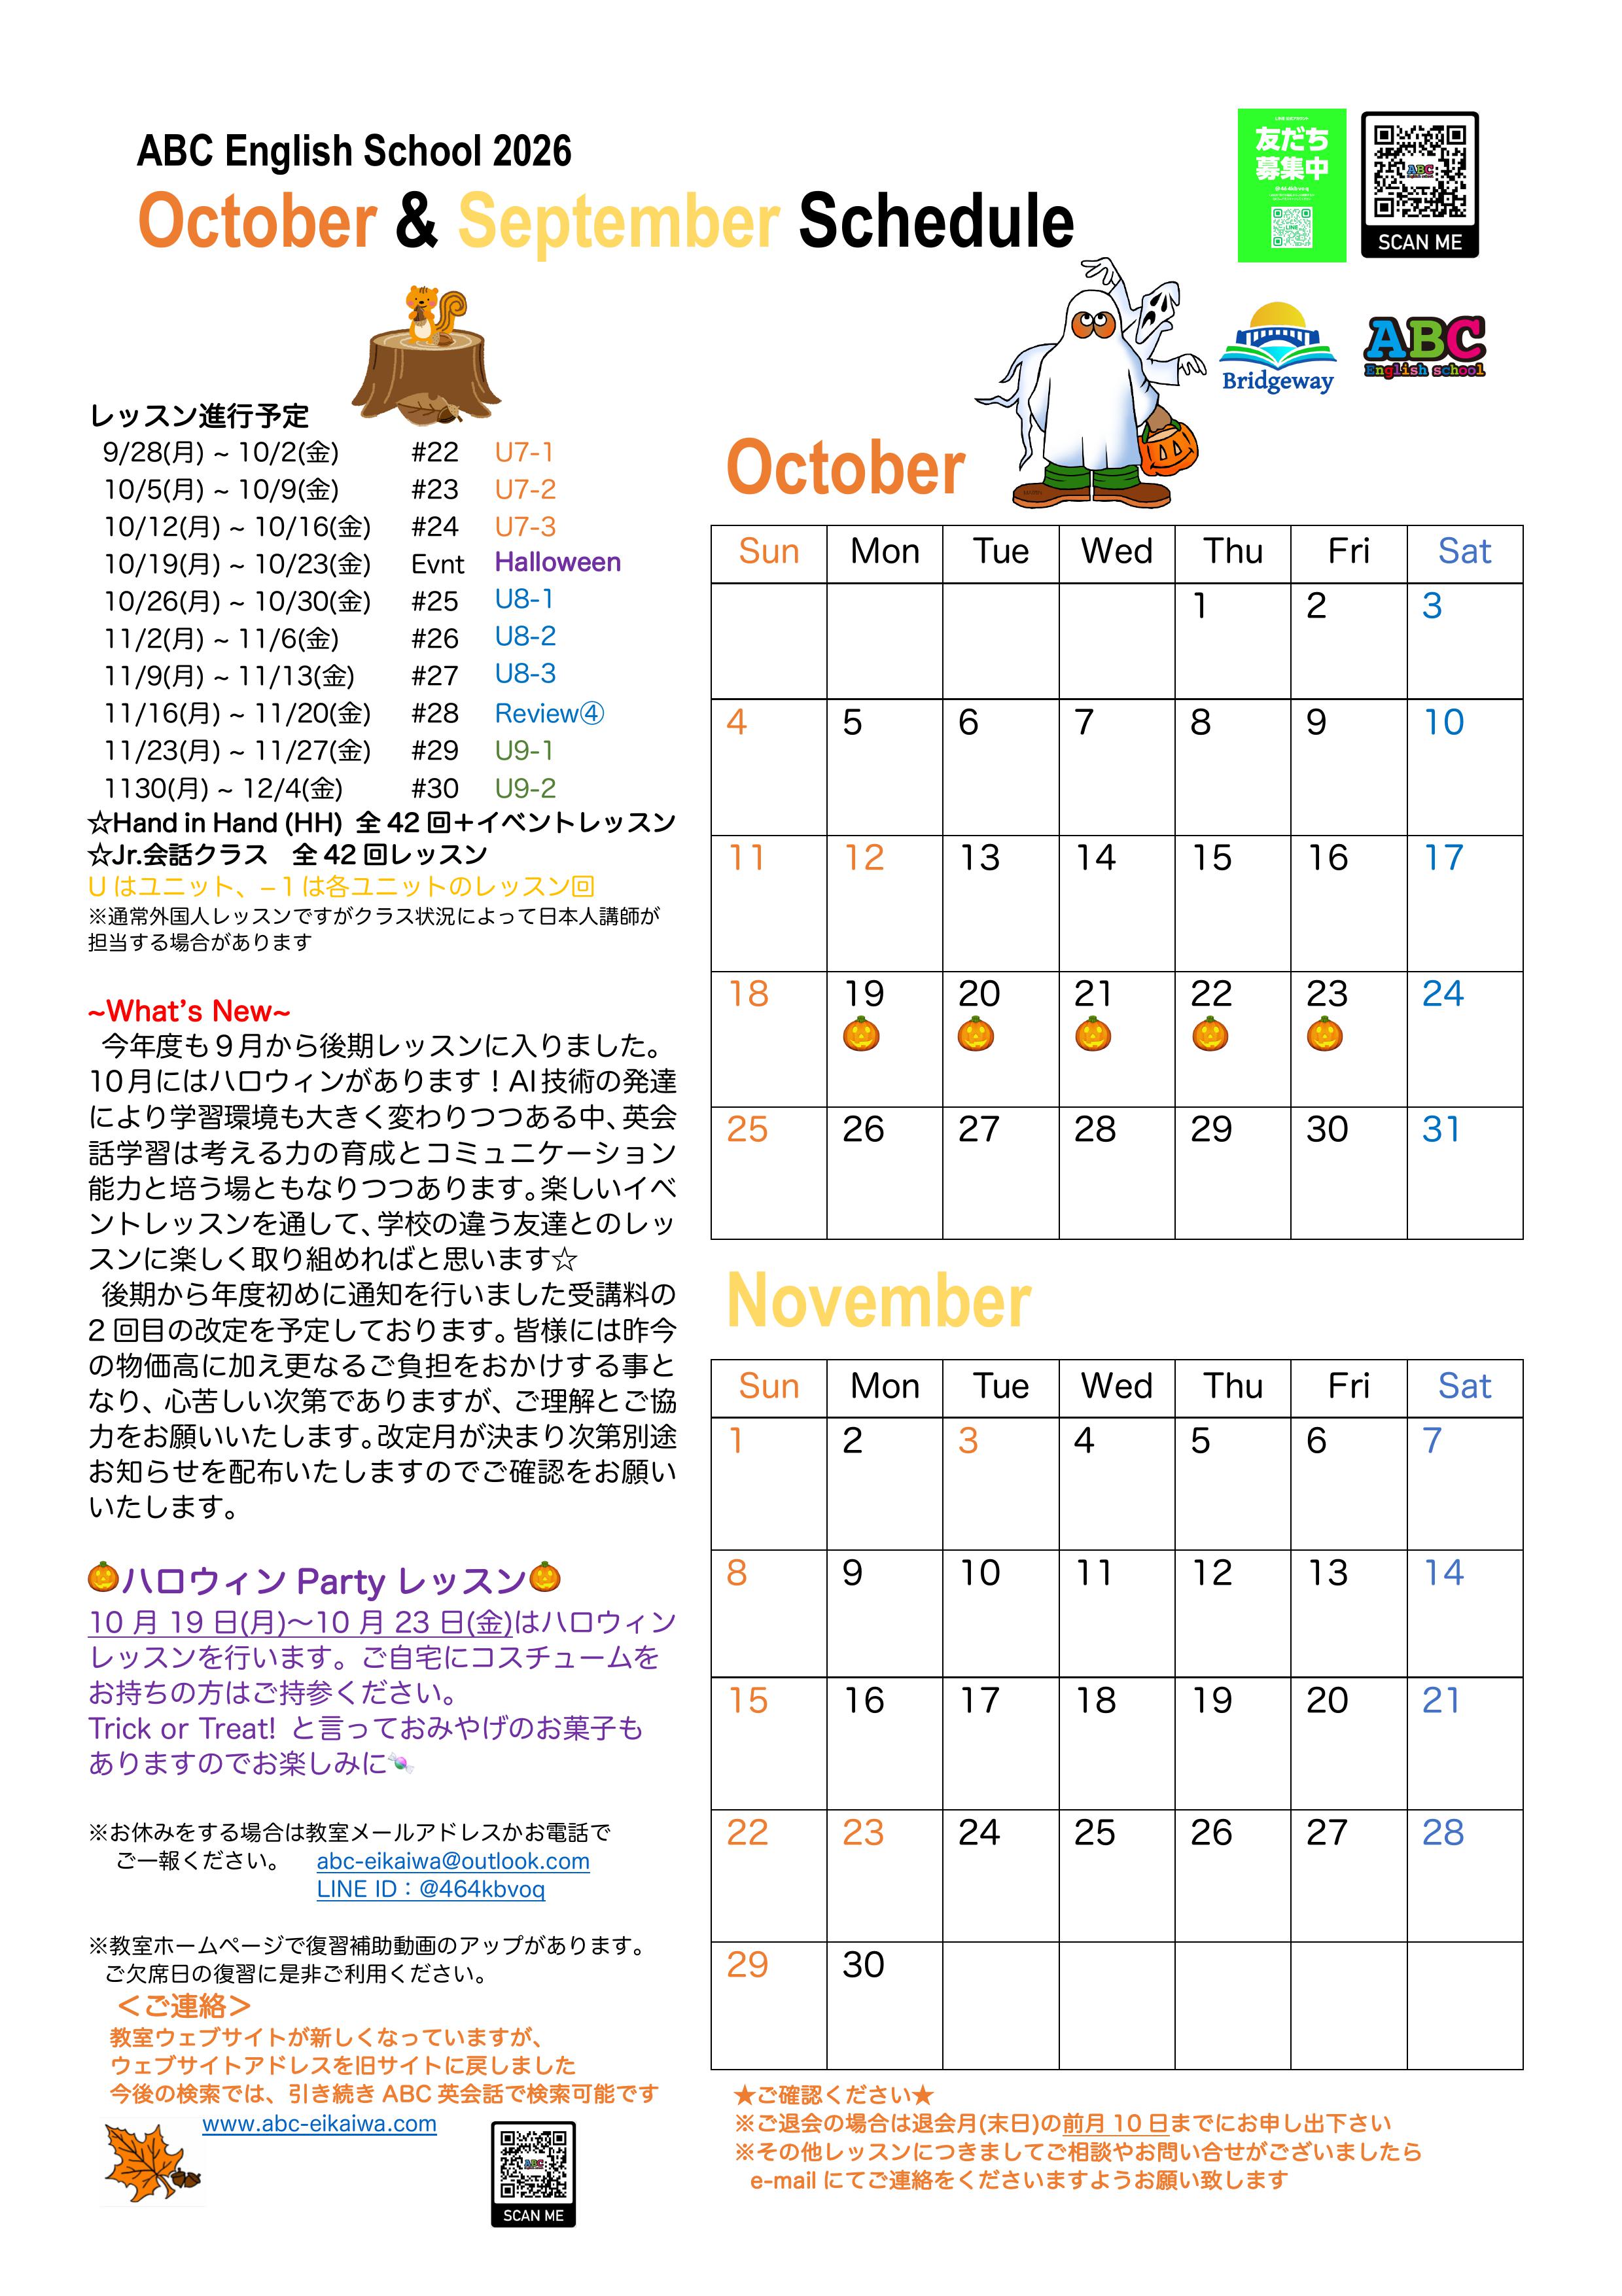 ABC English School 2026
October & September Schedule
友だち
募集中
LINE
ABC
English school
SCAN ME
Bridgeway
ABC
English school
レッスン進行予定
9/28(月) ~ 10/2(金) #22 U7-1
10/5(月) ~ 10/9(金) #23 U7-2
10/12(月) ~ 10/16(金) #24 U7-3
10/19(月) ~ 10/23(金) Evnt Halloween
10/26(月) ~ 10/30(金) #25 U8-1
11/2(月) ~ 11/6(金) #26 U8-2
11/9(月) ~ 11/13(金) #27 U8-3
11/16(月) ~ 11/20(金) #28 Review④
11/23(月) ~ 11/27(金) #29 U9-1
1130(月) ~ 12/4(金) #30 U9-2
☆Hand in Hand (HH) 全 42 回＋イベントレッスン
☆Jr.会話クラス　全 42 回レッスン
U はユニット、–１は各ユニットのレッスン回
※通常外国人レッスンですがクラス状況によって日本人講師が
担当する場合があります
~What's New~
今年度も９月から後期レッスンに入りました。
10月にはハロウィンがあります！AI技術の発達
により学習環境も大きく変わりつつある中、英会
話学習は考える力の育成とコミュニケーション
能力と培う場ともなりつつあります。楽しいイベ
ントレッスンを通して、学校の違う友達とのレッ
スンに楽しく取り組めればと思います☆
後期から年度初めに通知を行いました受講料の
2 回目の改定を予定しております。皆様には昨今
の物価高に加え更なるご負担をおかけする事と
なり、心苦しい次第でありますが、ご理解とご協
力をお願いいたします。改定月が決まり次第別途
お知らせを配布いたしますのでご確認をお願い
いたします。
🎃ハロウィン Party レッスン🎃
10 月 19 日(月)〜10 月 23 日(金)はハロウィン
レッスンを行います。ご自宅にコスチュームを
お持ちの方はご持参ください。
Trick or Treat! と言っておみやげのお菓子も
ありますのでお楽しみに🍬
※お休みをする場合は教室メールアドレスかお電話で
ご一報ください。 abc-eikaiwa@outlook.com
LINE ID：@464kbvoq
※教室ホームページで復習補助動画のアップがあります。
ご欠席日の復習に是非ご利用ください。
＜ご連絡＞
教室ウェブサイトが新しくなっていますが、
ウェブサイトアドレスを旧サイトに戻しました
今後の検索では、引き続き ABC 英会話で検索可能です
www.abc-eikaiwa.com
ABC
SCAN ME
October
Sun Mon Tue Wed Thu Fri Sat
1 2 3
4 5 6 7 8 9 10
11 12 13 14 15 16 17
18 19 20 21 22 23 24
🎃 🎃 🎃 🎃 🎃
25 26 27 28 29 30 31
November
Sun Mon Tue Wed Thu Fri Sat
1 2 3 4 5 6 7
8 9 10 11 12 13 14
15 16 17 18 19 20 21
22 23 24 25 26 27 28
29 30
★ご確認ください★
※ご退会の場合は退会月(末日)の前月 10 日までにお申し出下さい
※その他レッスンにつきましてご相談やお問い合せがございましたら
e-mail にてご連絡をくださいますようお願い致します